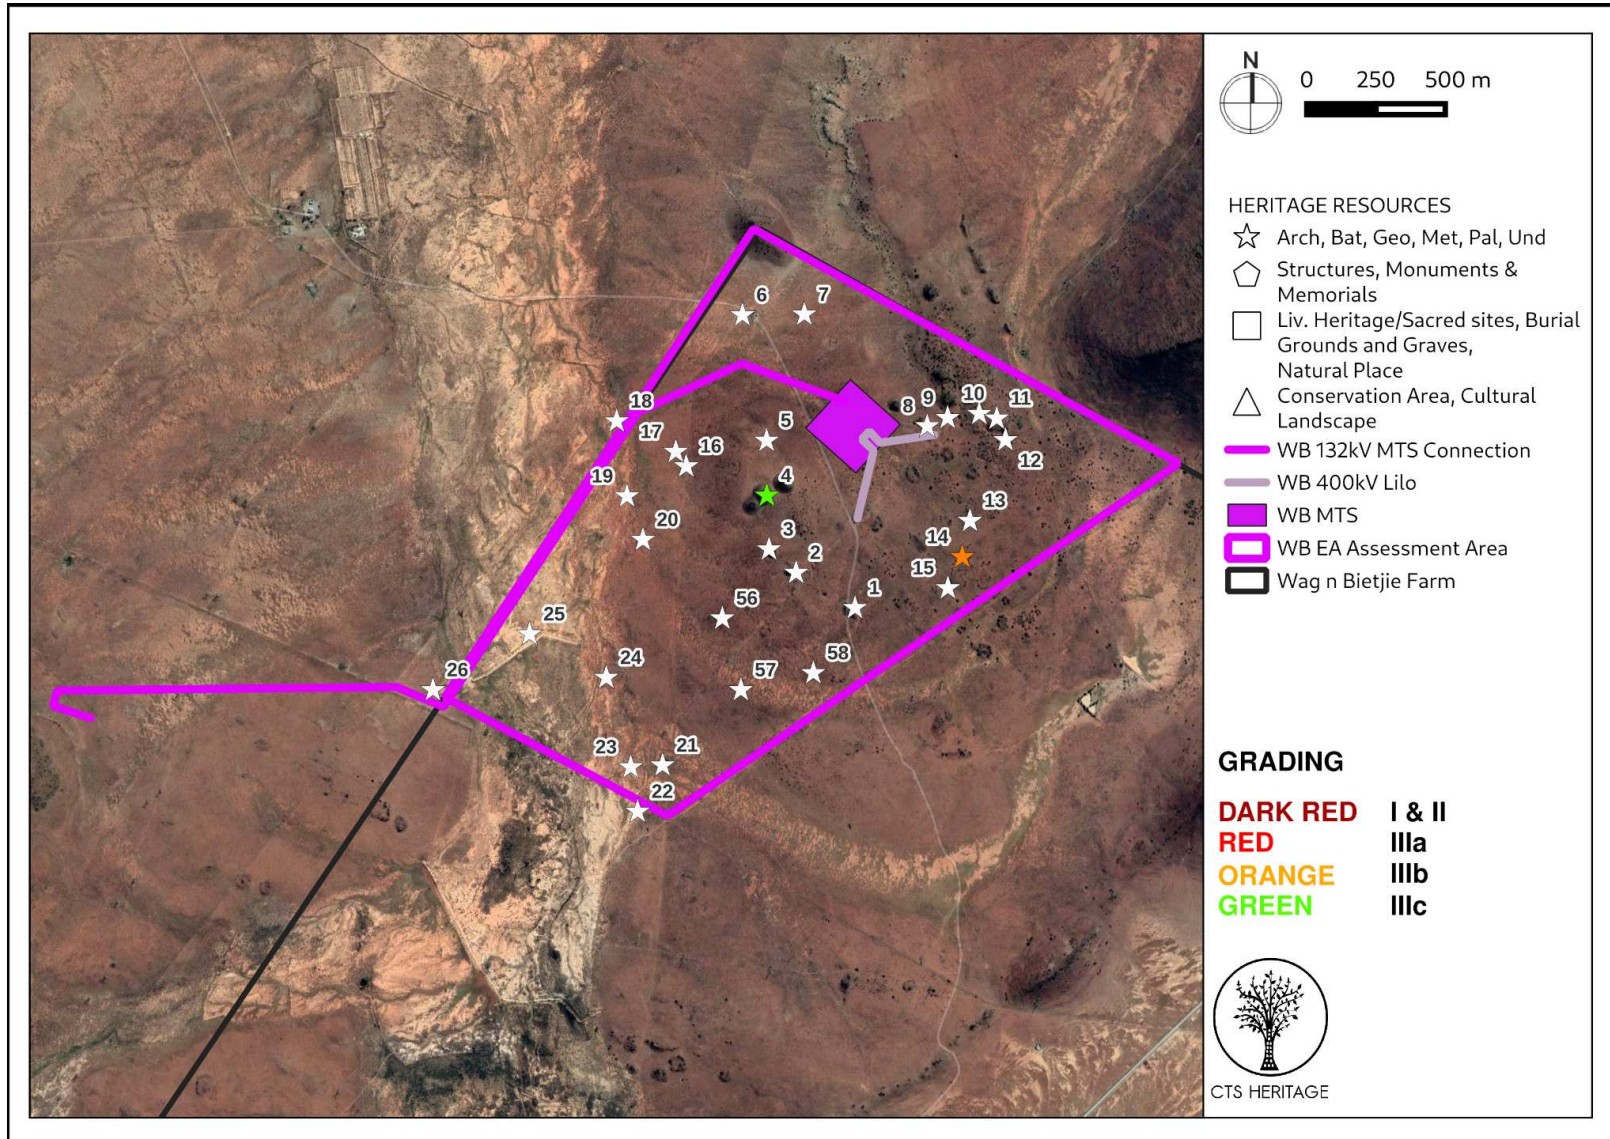 N
0 250 500 m
HERITAGE RESOURCES
Arch, Bat, Geo, Met, Pal, Und
Structures, Monuments &
Memorials
Liv. Heritage/Sacred sites, Burial
Grounds and Graves,
Natural Place
Conservation Area, Cultural
Landscape
WB 132kV MTS Connection
WB 400kV Lilo
WB MTS
WB EA Assessment Area
Wag n Bietjie Farm
GRADING
DARK RED I & II
RED IIIa
ORANGE IIIb
GREEN IIIc
CTS HERITAGE
6
7
18
8
9
10
11
17
16
5
12
19
4
20
13
3
14
2
15
56
1
25
24
58
26
57
23
21
22